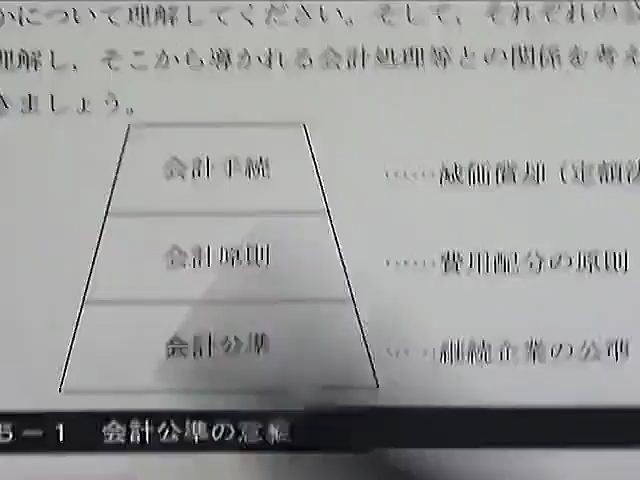 かについて理解してください。そして、それぞれの
理解し、そこから導かれる会計処理等との関係を考え
きましょう。
会計手続 ……減価償却（定額法
会計原則 ……費用配分の原則
会計公準 ……継続企業の公準
5－1 会計公準の